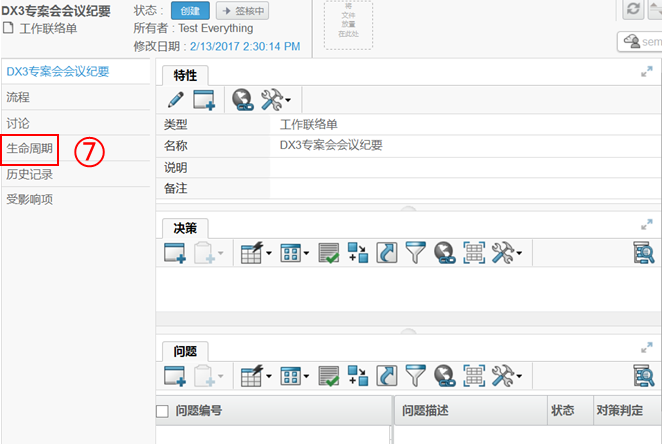 DX3专案会会议纪要
工作联络单
状态 : 创建 签核中
所有者 : Test Everything
修改日期 : 2/13/2017 2:30:14 PM
将
文件
放置
在此处
sem
DX3专案会会议纪要
流程
讨论
生命周期
⑦
历史记录
受影响项
特性
类型 工作联络单
名称 DX3专案会会议纪要
说明
备注
决策
问题
问题编号 问题描述 状态 对策判定